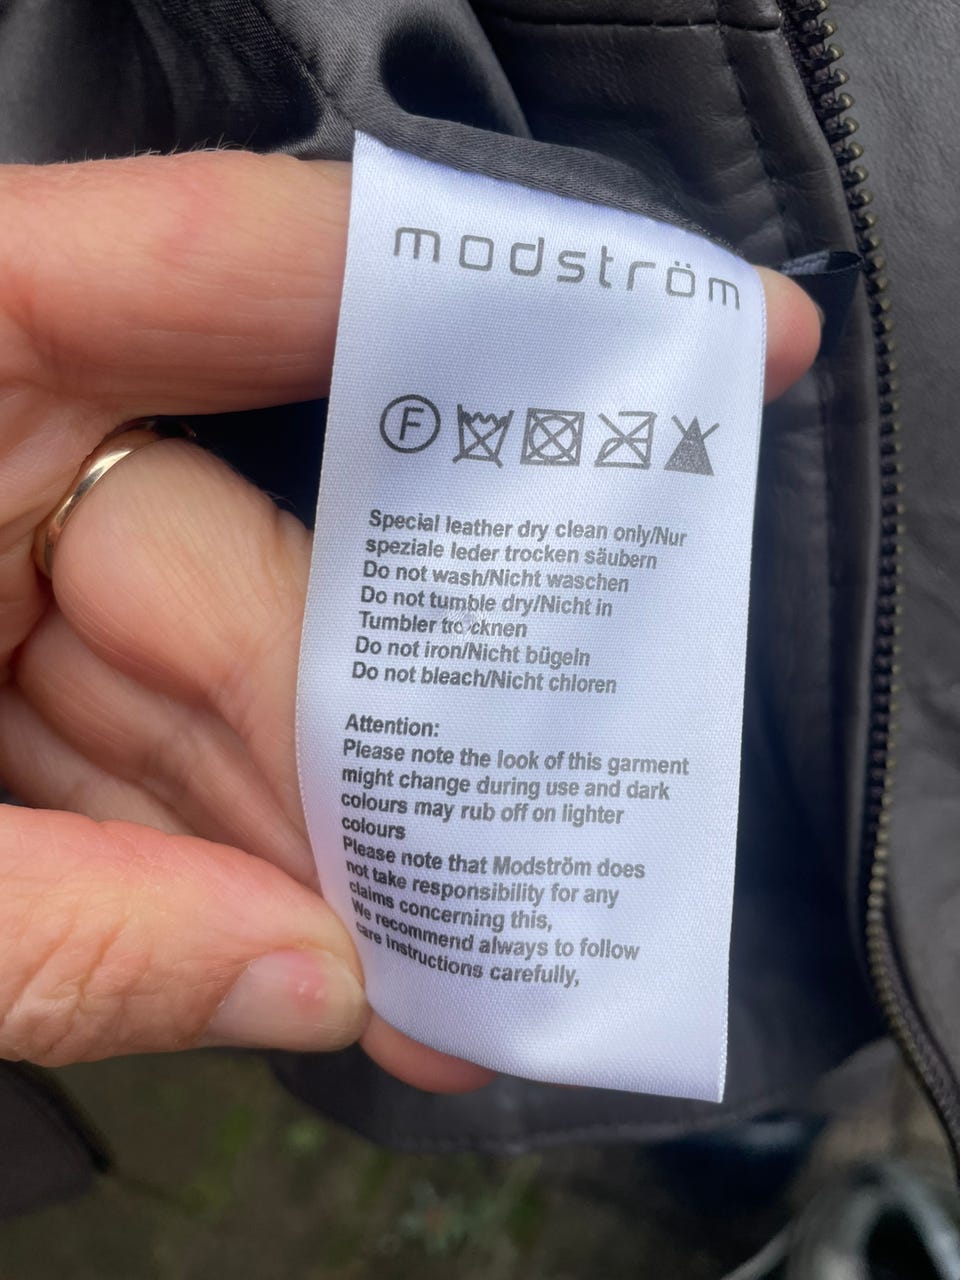 modström
F
Special leather dry clean only/Nur
speziale leder trocken säubern
Do not wash/Nicht waschen
Do not tumble dry/Nicht in
Tumbler trocknen
Do not iron/Nicht bügeln
Do not bleach/Nicht chloren
Attention:
Please note the look of this garment
might change during use and dark
colours may rub off on lighter
colours
Please note that Modström does
not take responsibility for any
claims concerning this,
We recommend always to follow
care instructions carefully,